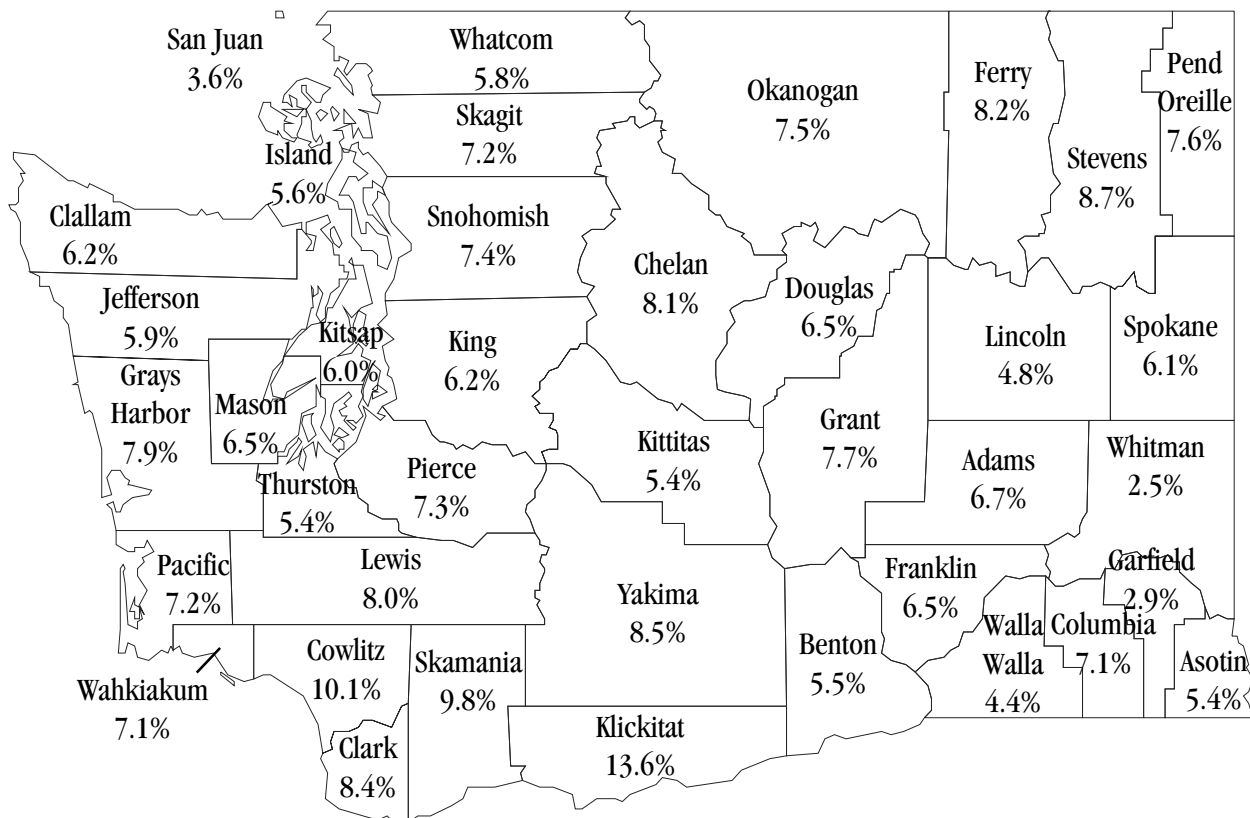 San Juan
3.6%
Whatcom
5.8%
Skagit
7.2%
Okanogan
7.5%
Ferry
8.2%
Pend
Oreille
7.6%
Stevens
8.7%
Island
5.6%
Clallam
6.2%
Snohomish
7.4%
Chelan
8.1%
Douglas
6.5%
Jefferson
5.9%
Kitsap
6.0%
King
6.2%
Lincoln
4.8%
Spokane
6.1%
Grays
Harbor
7.9%
Mason
6.5%
Kittitas
5.4%
Grant
7.7%
Adams
6.7%
Whitman
2.5%
Thurston
5.4%
Pierce
7.3%
Pacific
7.2%
Lewis
8.0%
Yakima
8.5%
Franklin
6.5%
Garfield
2.9%
Walla
Walla
4.4%
Columbia
7.1%
Benton
5.5%
Asotin
5.4%
Wahkiakum
7.1%
Cowlitz
10.1%
Skamania
9.8%
Clark
8.4%
Klickitat
13.6%